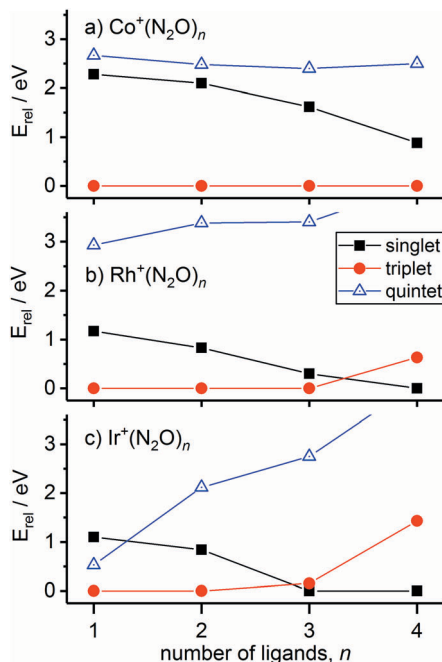 a) Co⁺(N₂O)ₙ
E_rel / eV
3
2
1
0
b) Rh⁺(N₂O)ₙ
E_rel / eV
3
2
1
0
singlet
triplet
quintet
c) Ir⁺(N₂O)ₙ
E_rel / eV
3
2
1
0
1 2 3 4
number of ligands, n